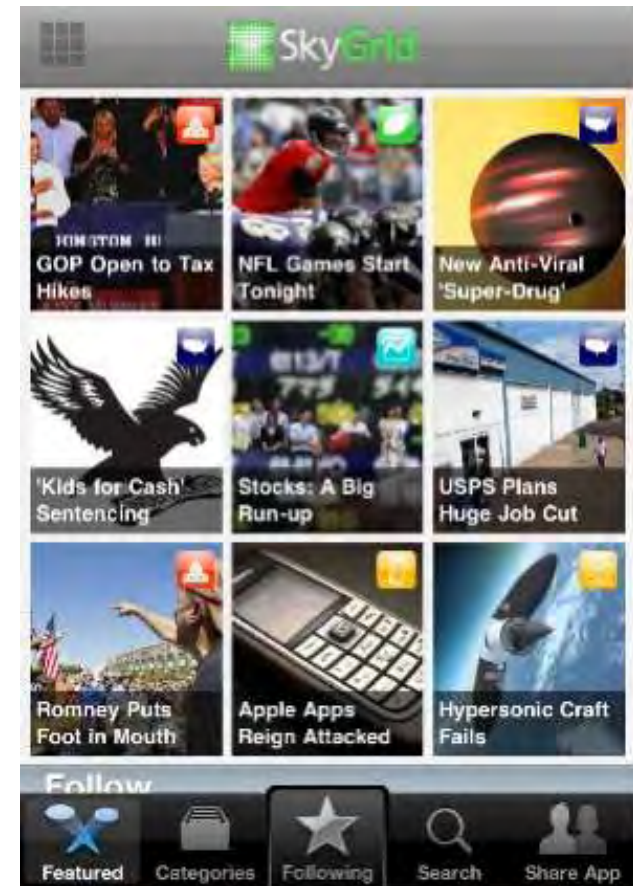 SkyGrid
GOP Open to Tax
Hikes
NFL Games Start
Tonight
New Anti-Viral
'Super-Drug'
'Kids for Cash'
Sentencing
Stocks: A Big
Run-up
USPS Plans
Huge Job Cut
Romney Puts
Foot in Mouth
Apple Apps
Reign Attacked
Hypersonic Craft
Fails
Follow
Featured
Categories
Following
Search
Share App